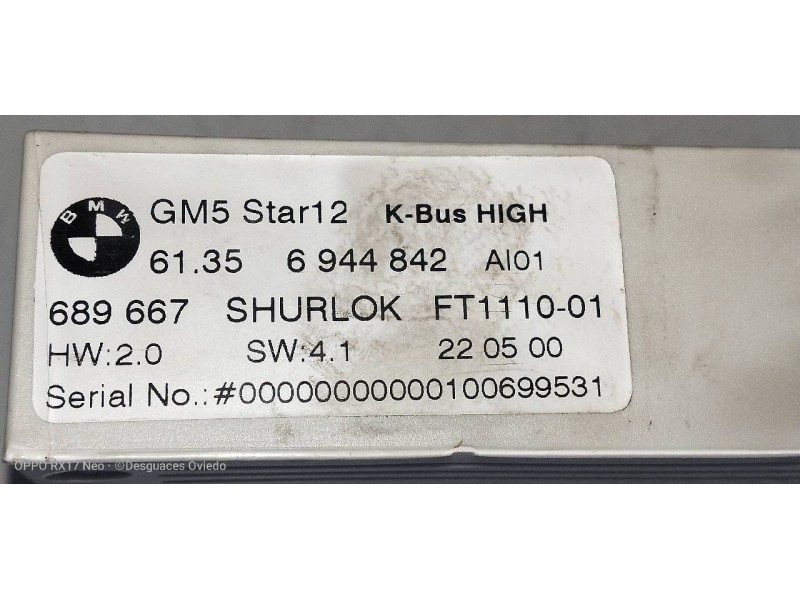 BMW
GM5 Star12 K-Bus HIGH
61.35 6 944 842 AI01
689 667 SHURLOK FT1110-01
HW:2.0 SW:4.1 22 05 00
Serial No.:#00000000000100699531
OPPO RX17 Neo · ©Desguaces Oviedo